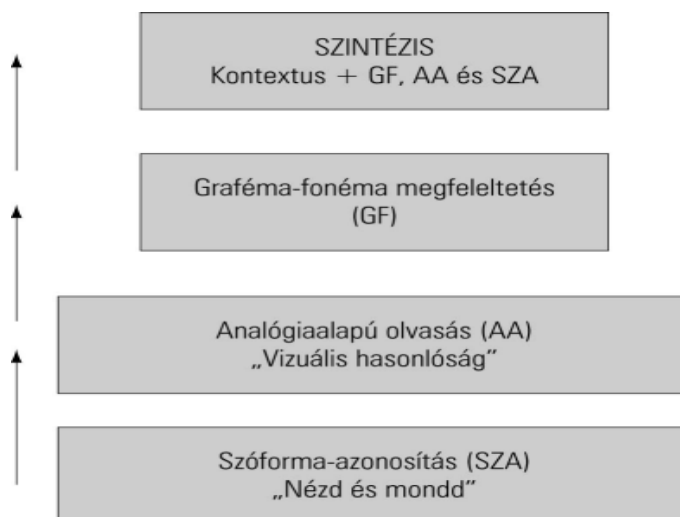 SZINTÉZIS
Kontextus + GF, AA és SZA
Graféma-fonéma megfeleltetés
(GF)
Analógiaalapú olvasás (AA)
„Vizuális hasonlóság”
Szóforma-azonosítás (SZA)
„Nézd és mondd”